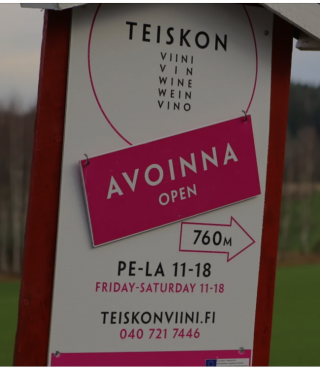 TEISKON
VIINI
VIN
WINE
WEIN
VINO
AVOINNA
OPEN
760M
PE-LA 11-18
FRIDAY-SATURDAY 11-18
TEISKONVIINI.FI
040 721 7446